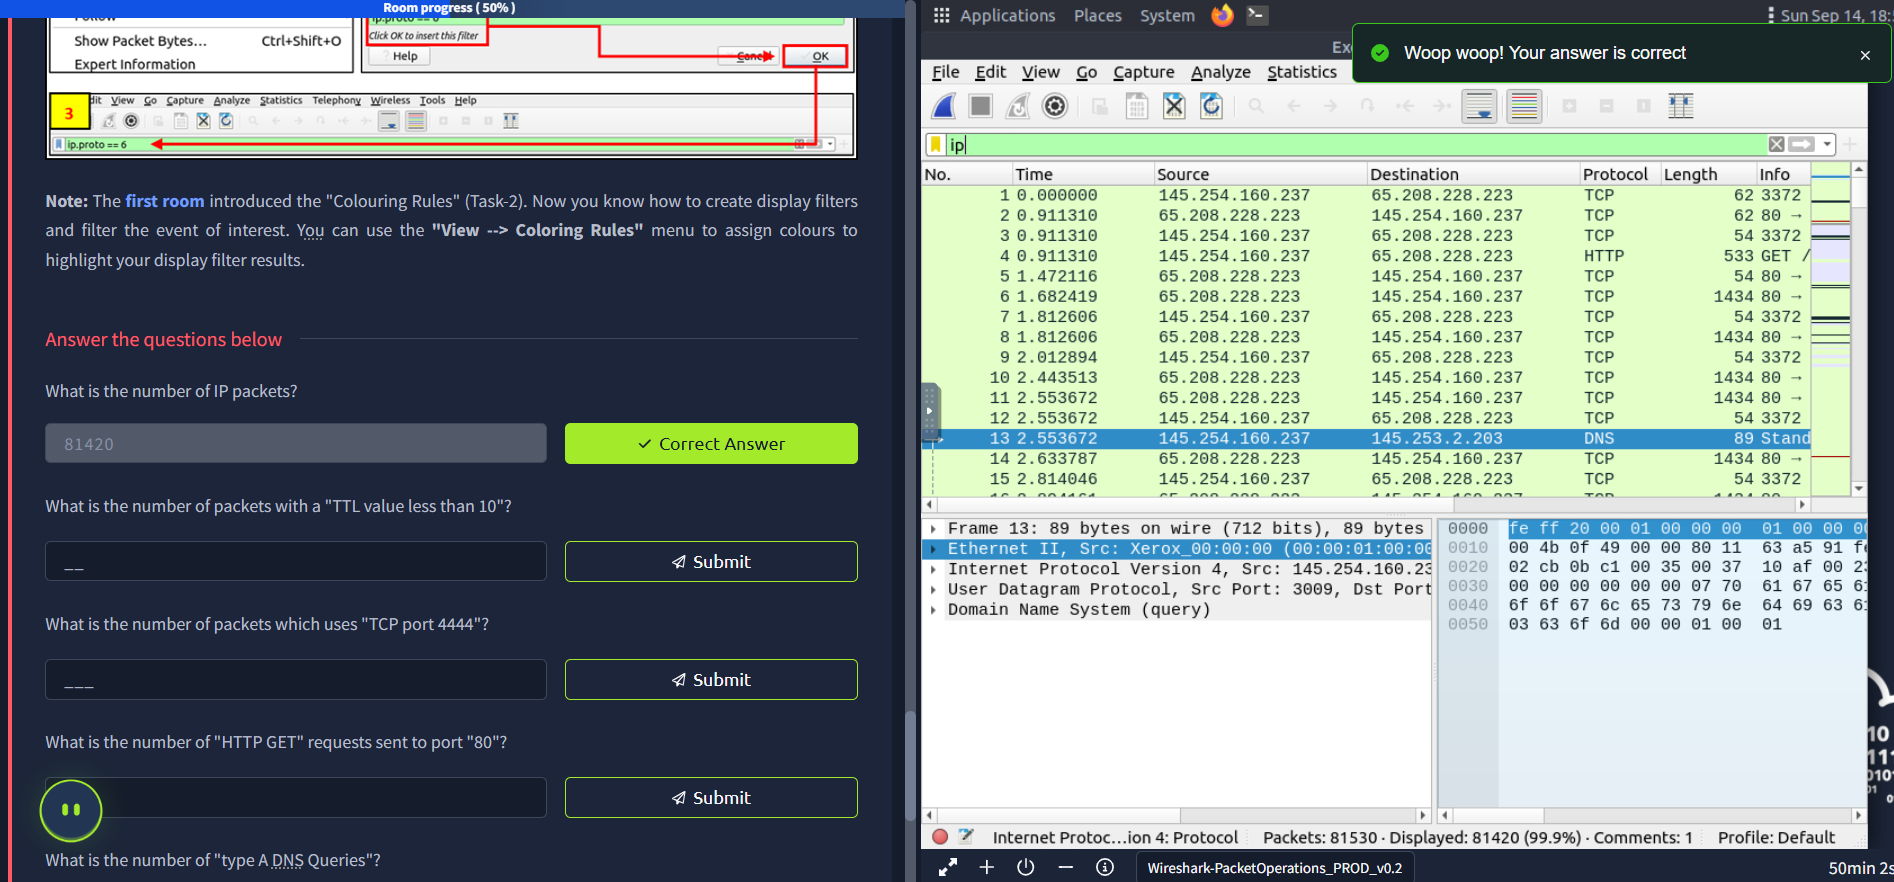 Room progress ( 50% )
Show Packet Bytes... Ctrl+Shift+O
Expert Information
ip.proto == 6
Click OK to insert this filter
Help
Cancel
OK
3
Edit View Go Capture Analyze Statistics Telephony Wireless Tools Help
ip.proto == 6
Note: The first room introduced the "Colouring Rules" (Task-2). Now you know how to create display filters
and filter the event of interest. You can use the "View --> Coloring Rules" menu to assign colours to
highlight your display filter results.
Answer the questions below
What is the number of IP packets?
81420
Correct Answer
What is the number of packets with a "TTL value less than 10"?
__
Submit
What is the number of packets which uses "TCP port 4444"?
___
Submit
What is the number of "HTTP GET" requests sent to port "80"?
Submit
What is the number of "type A DNS Queries"?
Applications Places System
Sun Sep 14, 18:
Woop woop! Your answer is correct
File Edit View Go Capture Analyze Statistics
ip
No. Time Source Destination Protocol Length Info
1 0.000000 145.254.160.237 65.208.228.223 TCP 62 3372
2 0.911310 65.208.228.223 145.254.160.237 TCP 62 80 →
3 0.911310 145.254.160.237 65.208.228.223 TCP 54 3372
4 0.911310 145.254.160.237 65.208.228.223 HTTP 533 GET /
5 1.472116 65.208.228.223 145.254.160.237 TCP 54 80 →
6 1.682419 65.208.228.223 145.254.160.237 TCP 1434 80 →
7 1.812606 145.254.160.237 65.208.228.223 TCP 54 3372
8 1.812606 65.208.228.223 145.254.160.237 TCP 1434 80 →
9 2.012894 145.254.160.237 65.208.228.223 TCP 54 3372
10 2.443513 65.208.228.223 145.254.160.237 TCP 1434 80 →
11 2.553672 65.208.228.223 145.254.160.237 TCP 1434 80 →
12 2.553672 145.254.160.237 65.208.228.223 TCP 54 3372
13 2.553672 145.254.160.237 145.253.2.203 DNS 89 Stand
14 2.633787 65.208.228.223 145.254.160.237 TCP 1434 80 →
15 2.814046 145.254.160.237 65.208.228.223 TCP 54 3372
Frame 13: 89 bytes on wire (712 bits), 89 bytes
Ethernet II, Src: Xerox_00:00:00 (00:00:01:00:00
Internet Protocol Version 4, Src: 145.254.160.23
User Datagram Protocol, Src Port: 3009, Dst Port
Domain Name System (query)
0000 fe ff 20 00 01 00 00 00 01 00 00 00
0010 00 4b 0f 49 00 00 80 11 63 a5 91 fe
0020 02 cb 0b c1 00 35 00 37 10 af 00 23
0030 00 00 00 00 00 00 07 70 61 67 65 61
0040 6f 6f 67 6c 65 73 79 6e 64 69 63 61
0050 03 63 6f 6d 00 00 01 00 01
Internet Protoc...ion 4: Protocol Packets: 81530 · Displayed: 81420 (99.9%) · Comments: 1 Profile: Default
Wireshark-PacketOperations_PROD_v0.2
50min 2s